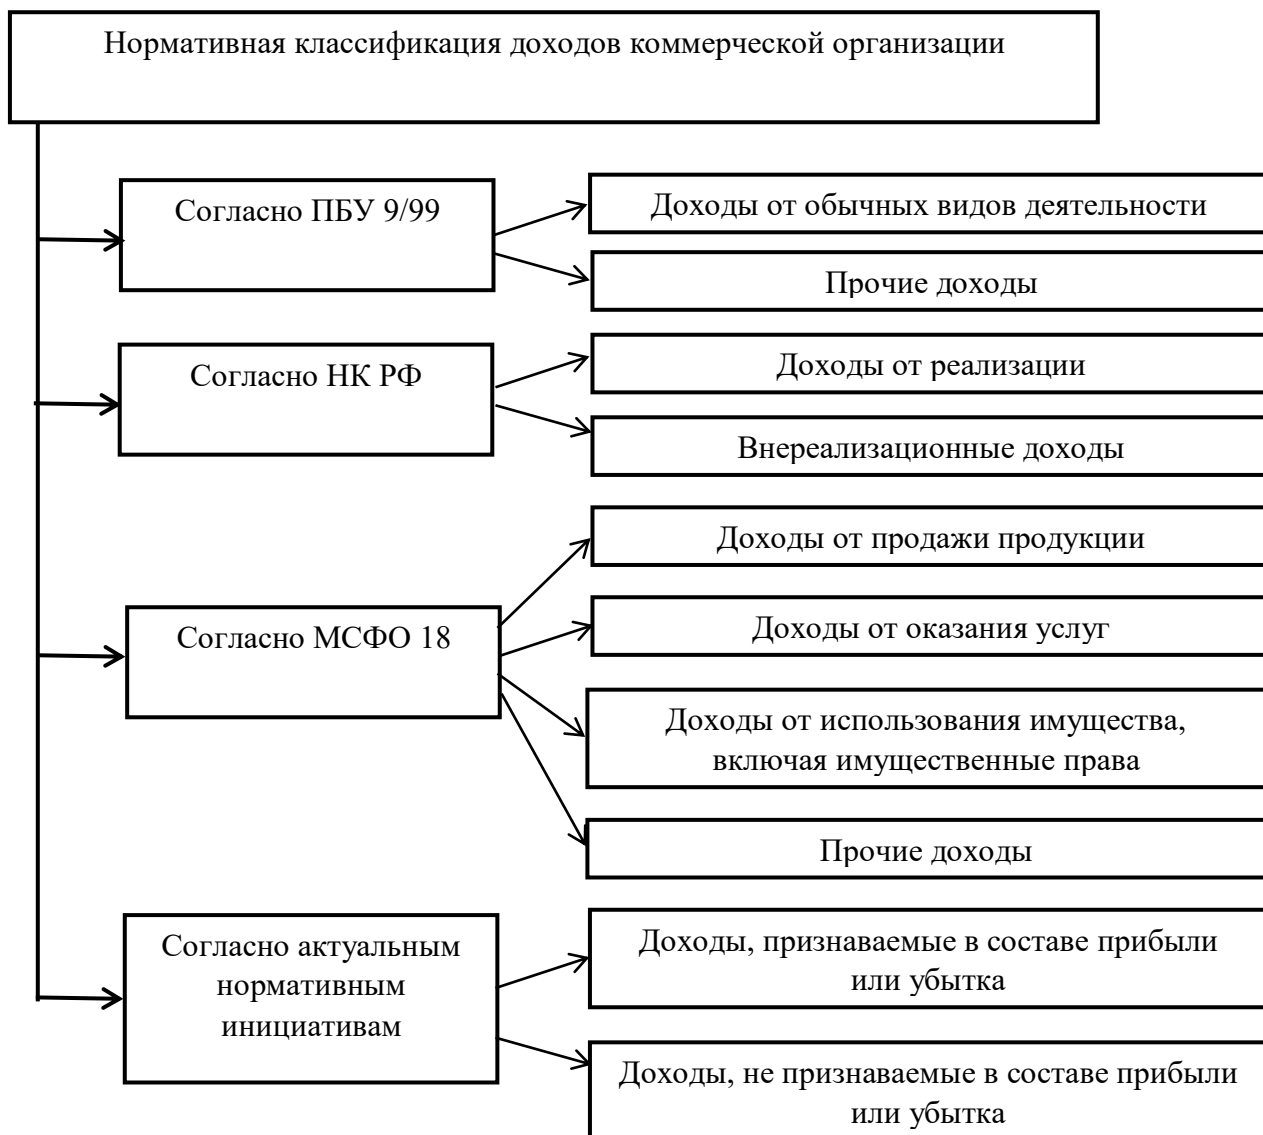 Нормативная классификация доходов коммерческой организации
Согласно ПБУ 9/99
Доходы от обычных видов деятельности
Прочие доходы
Согласно НК РФ
Доходы от реализации
Внереализационные доходы
Согласно МСФО 18
Доходы от продажи продукции
Доходы от оказания услуг
Доходы от использования имущества,
включая имущественные права
Прочие доходы
Согласно актуальным
нормативным
инициативам
Доходы, признаваемые в составе прибыли
или убытка
Доходы, не признаваемые в составе прибыли
или убытка